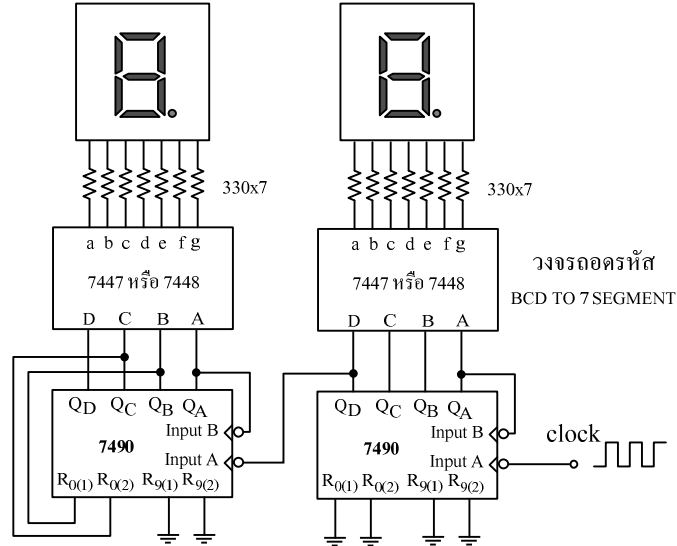 330x7
330x7
a b c d e f g
a b c d e f g
7447 หรือ 7448
7447 หรือ 7448
วงจรถอดรหัส
BCD TO 7 SEGMENT
D C B A
D C B A
QD QC QB QA
Input B
7490
Input A
R0(1) R0(2) R9(1) R9(2)
QD QC QB QA
Input B
7490
Input A
R0(1) R0(2) R9(1) R9(2)
clock